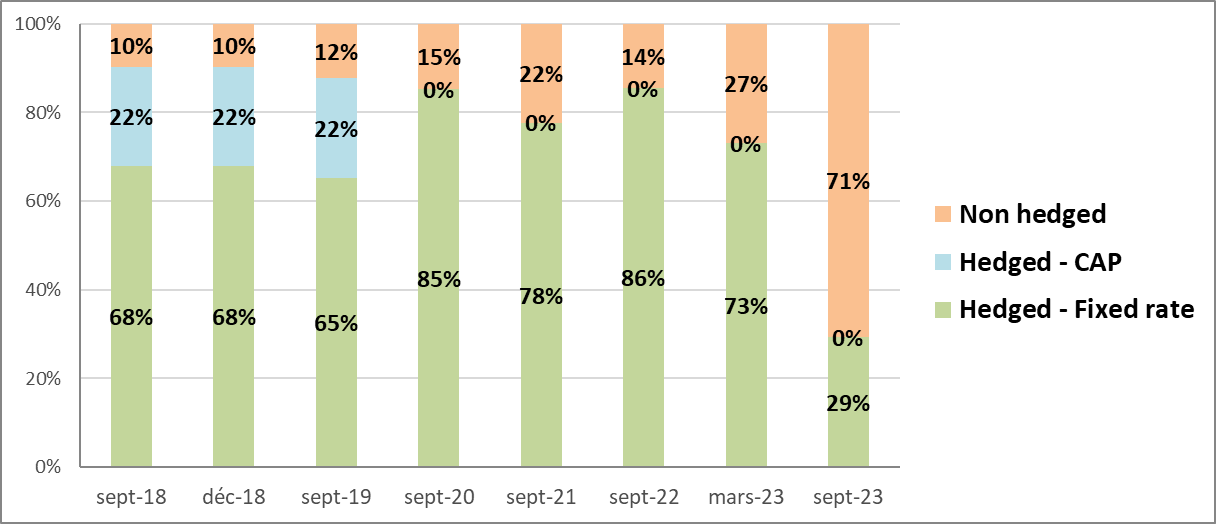 100%
80%
60%
40%
20%
0%
10% 10% 12% 15% 22% 14% 27% 71%
22% 22% 22% 0% 0% 0% 0% 0%
68% 68% 65% 85% 78% 86% 73% 29%
sept-18 déc-18 sept-19 sept-20 sept-21 sept-22 mars-23 sept-23
Non hedged
Hedged - CAP
Hedged - Fixed rate